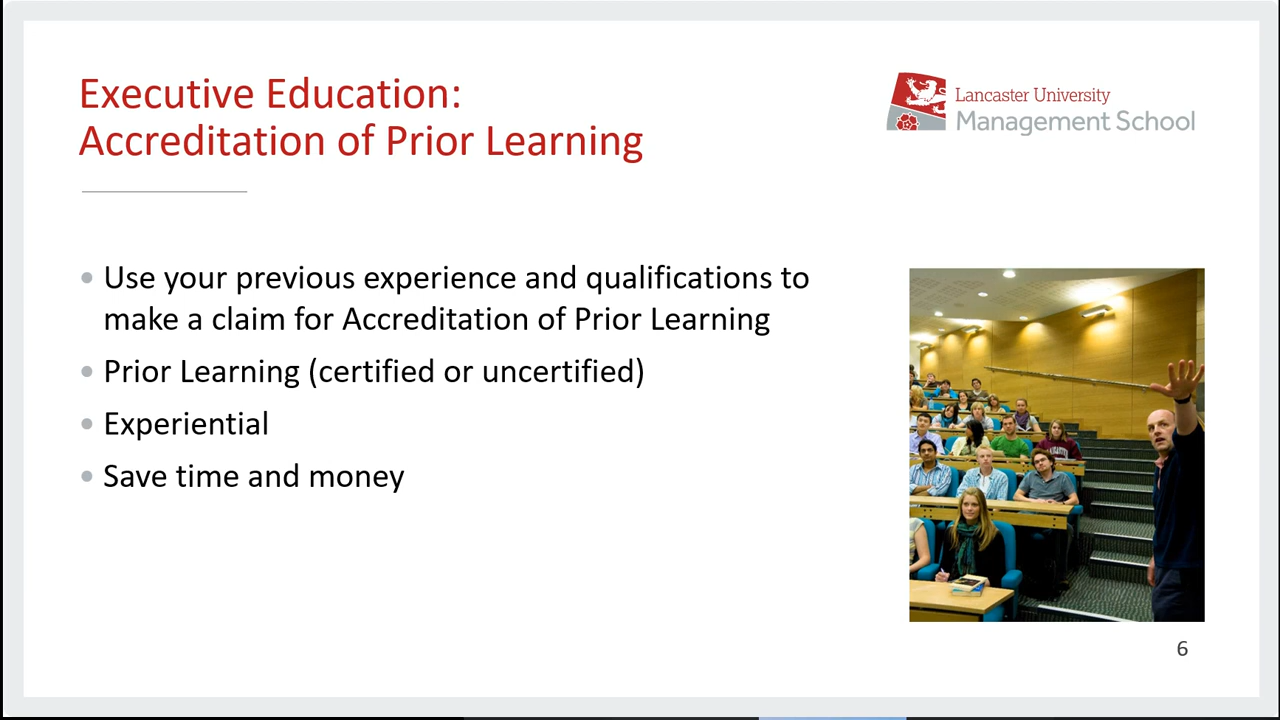 Executive Education:
Accreditation of Prior Learning
Lancaster University
Management School
• Use your previous experience and qualifications to
make a claim for Accreditation of Prior Learning
• Prior Learning (certified or uncertified)
• Experiential
• Save time and money
6